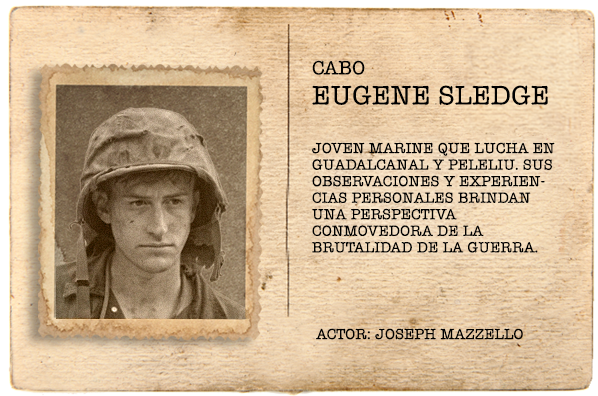 CABO
EUGENE SLEDGE
JOVEN MARINE QUE LUCHA EN
GUADALCANAL Y PELELIU. SUS
OBSERVACIONES Y EXPERIEN-
CIAS PERSONALES BRINDAN
UNA PERSPECTIVA
CONMOVEDORA DE LA
BRUTALIDAD DE LA GUERRA.
ACTOR: JOSEPH MAZZELLO